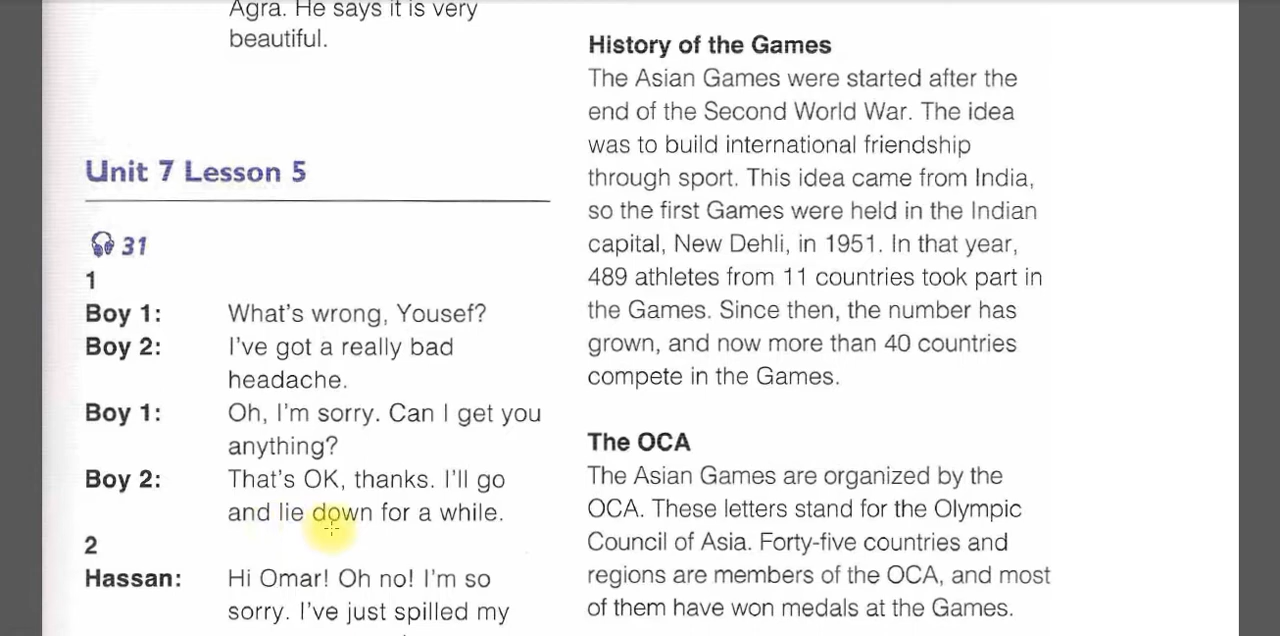 Agra. He says it is very
beautiful.
Unit 7 Lesson 5
31
1
Boy 1: What's wrong, Yousef?
Boy 2: I've got a really bad
headache.
Boy 1: Oh, I'm sorry. Can I get you
anything?
Boy 2: That's OK, thanks. I'll go
and lie down for a while.
2
Hassan: Hi Omar! Oh no! I'm so
sorry. I've just spilled my
History of the Games
The Asian Games were started after the
end of the Second World War. The idea
was to build international friendship
through sport. This idea came from India,
so the first Games were held in the Indian
capital, New Dehli, in 1951. In that year,
489 athletes from 11 countries took part in
the Games. Since then, the number has
grown, and now more than 40 countries
compete in the Games.
The OCA
The Asian Games are organized by the
OCA. These letters stand for the Olympic
Council of Asia. Forty-five countries and
regions are members of the OCA, and most
of them have won medals at the Games.